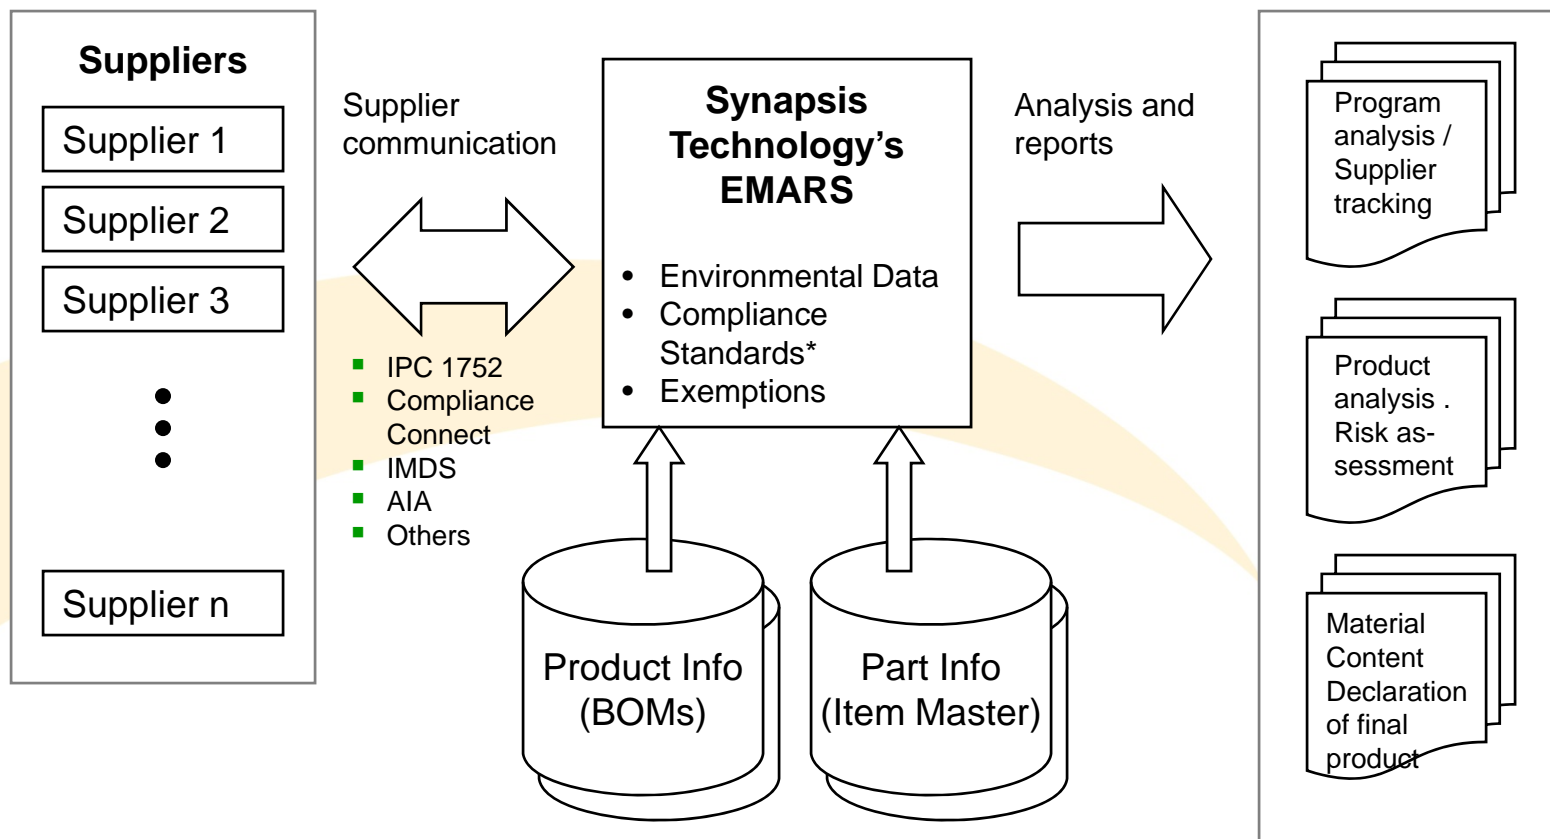 Suppliers
Supplier 1
Supplier 2
Supplier 3
Supplier n
Supplier
communication
IPC 1752
Compliance
Connect
IMDS
AIA
Others
Synapsis
Technology’s
EMARS
• Environmental Data
• Compliance
Standards*
• Exemptions
Product Info
(BOMs)
Part Info
(Item Master)
Analysis and
reports
Program
analysis /
Supplier
tracking
Product
analysis .
Risk as-
sessment
Material
Content
Declaration
of final
product